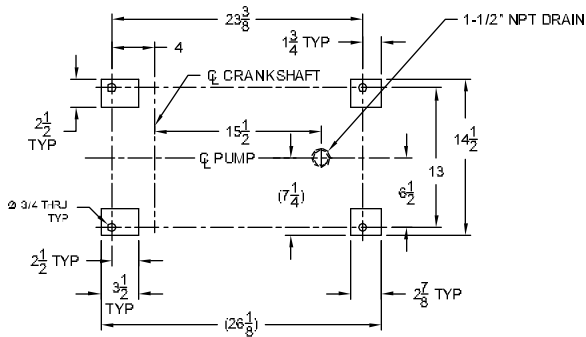 23 3/8
1-1/2" NPT DRAIN
4
1 3/4 TYP
℄ CRANKSHAFT
2 1/2
TYP
15 1/2
14 1/2
13
℄ PUMP
(7 1/4)
6 1/2
Ø 3/4 THRU
TYP
2 1/2 TYP
3 1/2
TYP
2 7/8 TYP
(26 1/8)